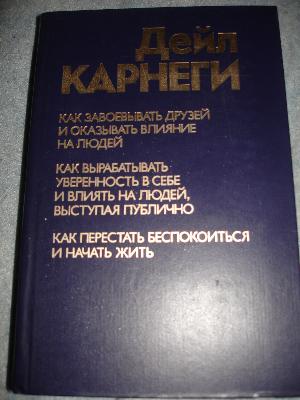 Дейл
КАРНЕГИ
КАК ЗАВОЕВЫВАТЬ ДРУЗЕЙ
И ОКАЗЫВАТЬ ВЛИЯНИЕ
НА ЛЮДЕЙ
КАК ВЫРАБАТЫВАТЬ
УВЕРЕННОСТЬ В СЕБЕ
И ВЛИЯТЬ НА ЛЮДЕЙ,
ВЫСТУПАЯ ПУБЛИЧНО
КАК ПЕРЕСТАТЬ БЕСПОКОИТЬСЯ
И НАЧАТЬ ЖИТЬ